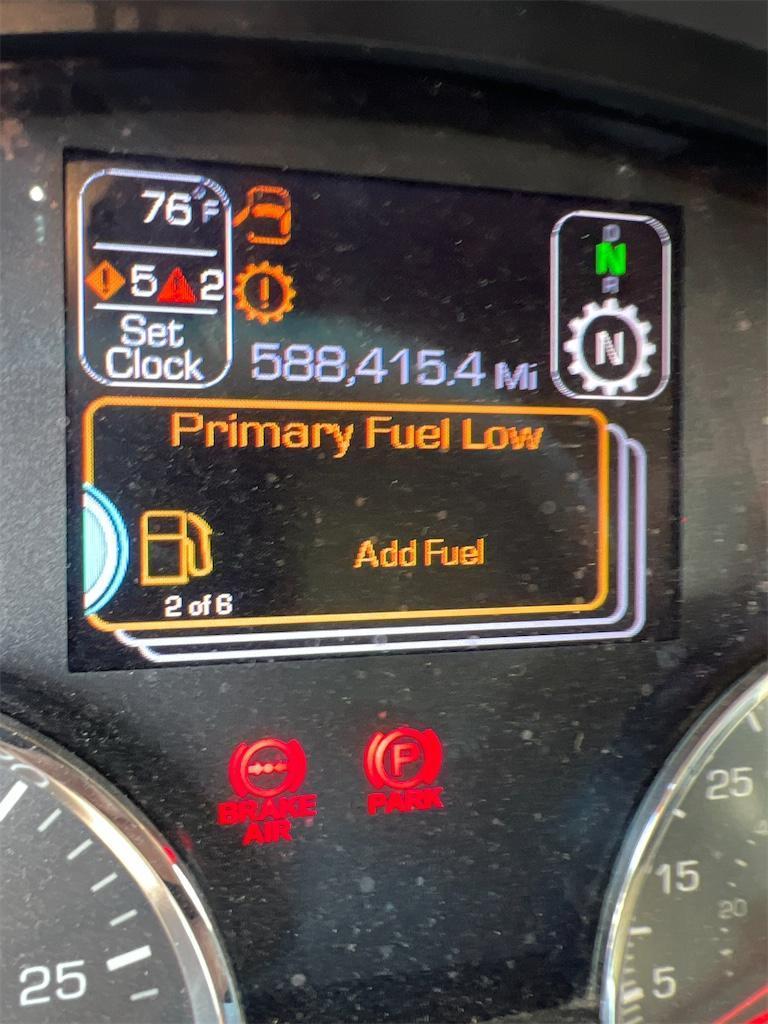 76°F
5 2
Set
Clock
D
N
R
N
588,415.4 Mi
Primary Fuel Low
Add Fuel
2 of 6
BRAKE
AIR
P
PARK
25
25
15
20
5